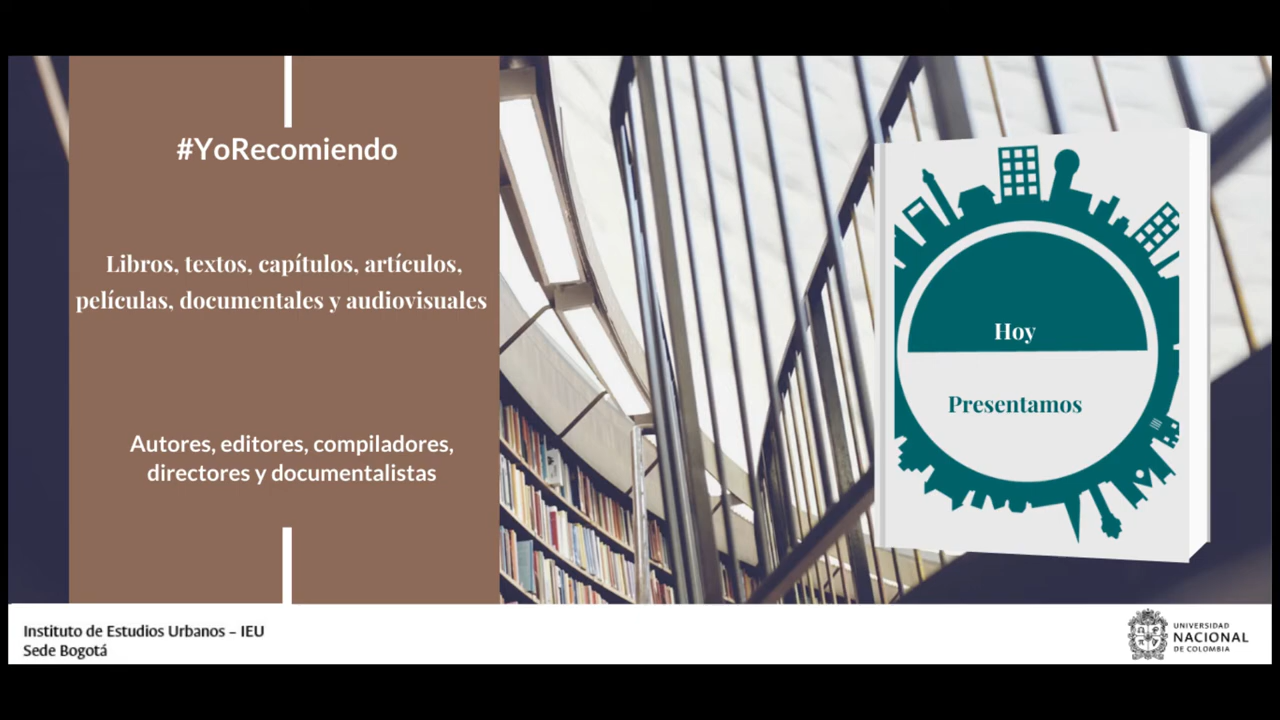 #YoRecomiendo
Libros, textos, capítulos, artículos,
películas, documentales y audiovisuales
Autores, editores, compiladores,
directores y documentalistas
Hoy
Presentamos
Instituto de Estudios Urbanos – IEU
Sede Bogotá
UNIVERSIDAD
NACIONAL
DE COLOMBIA